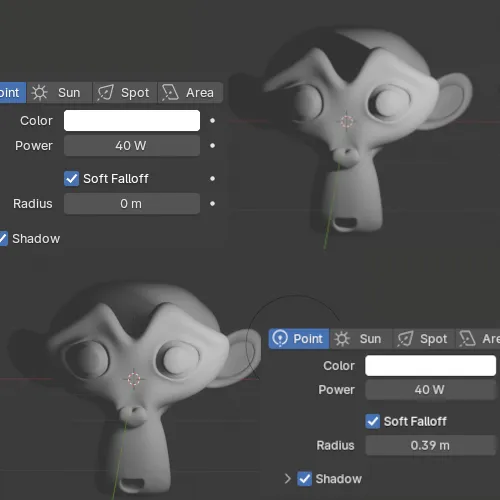 oint Sun Spot Area
Color
Power 40 W
Soft Falloff
Radius 0 m
Shadow
Point Sun Spot Are
Color
Power 40 W
Soft Falloff
Radius 0.39 m
Shadow